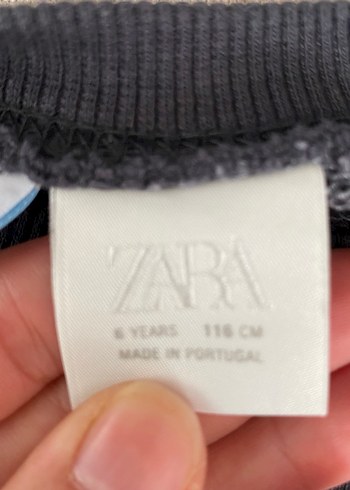 ZARA
6 YEARS 116 CM
MADE IN PORTUGAL